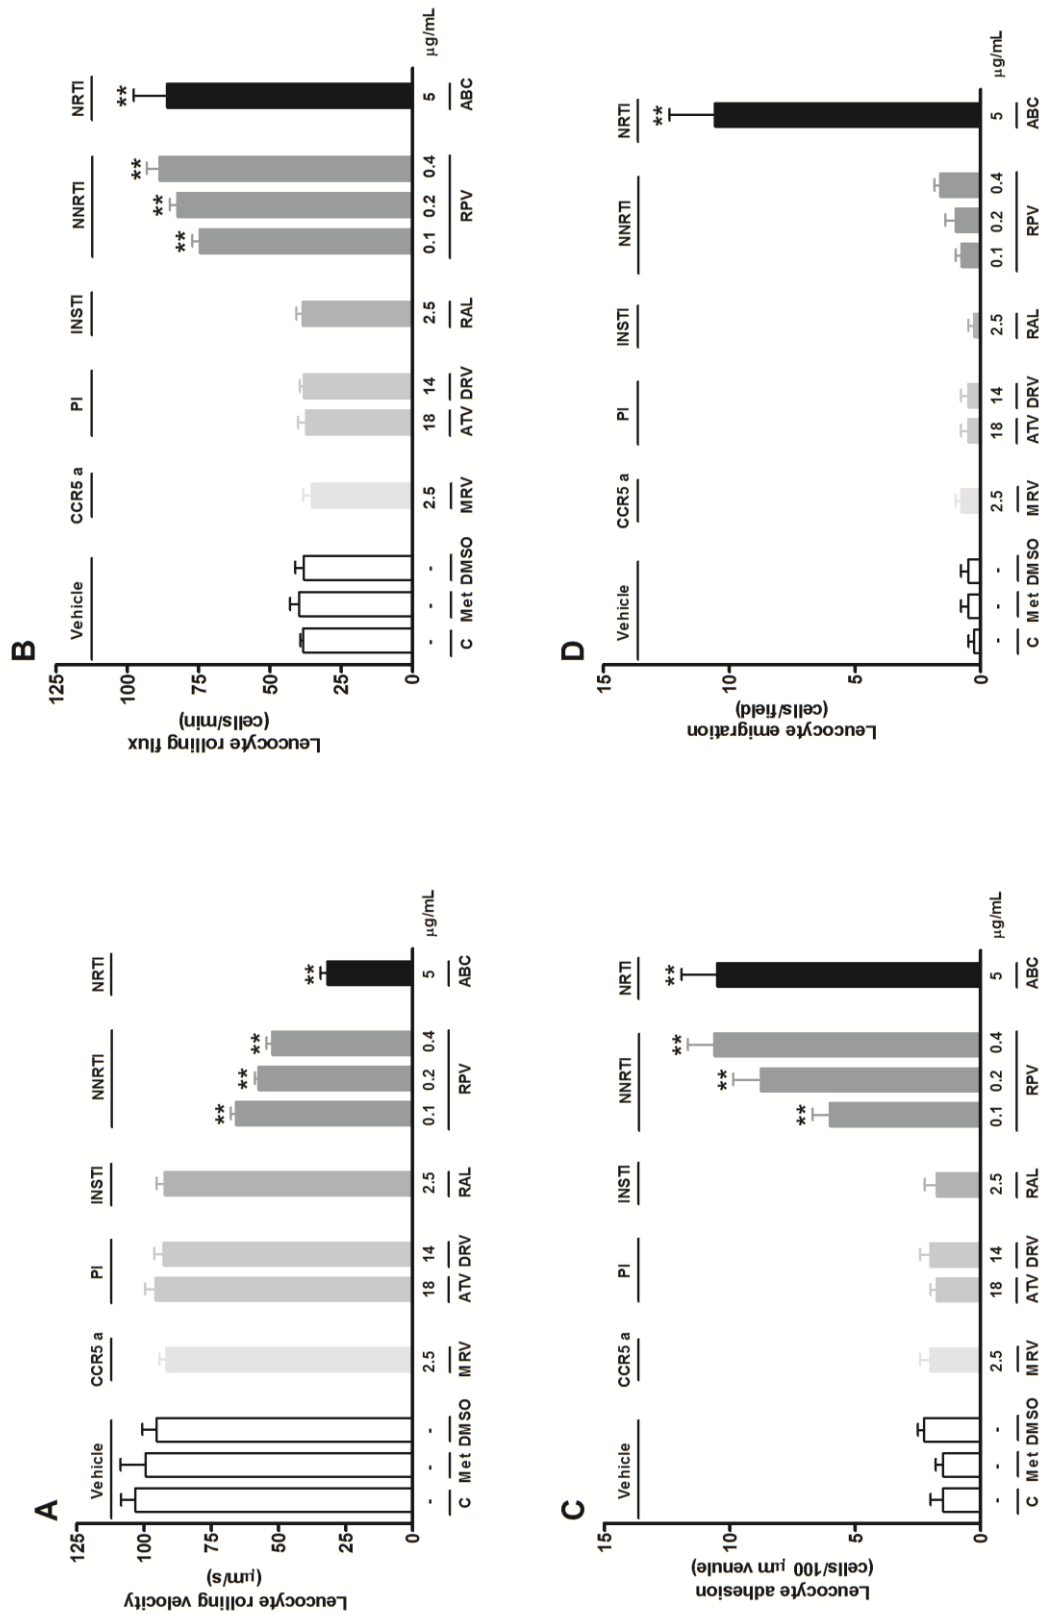 A
Leucocyte rolling velocity
(μm/s)
125
100
75
50
25
0
Vehicle
CCR5 a
PI
INSTI
NNRTI
NRTI
** ** ** **
- - - 2.5 18 14 2.5 0.1 0.2 0.4 5 μg/mL
C Met DMSO MRV ATV DRV RAL RPV ABC
B
Leucocyte rolling flux
(cells/min)
125
100
75
50
25
0
Vehicle
CCR5 a
PI
INSTI
NNRTI
NRTI
** ** ** **
- - - 2.5 18 14 2.5 0.1 0.2 0.4 5 μg/mL
C Met DMSO MRV ATV DRV RAL RPV ABC
C
Leucocyte adhesion
(cells/100 μm venule)
15
10
5
0
Vehicle
CCR5 a
PI
INSTI
NNRTI
NRTI
** ** ** **
- - - 2.5 18 14 2.5 0.1 0.2 0.4 5 μg/mL
C Met DMSO MRV ATV DRV RAL RPV ABC
D
Leucocyte emigration
(cells/field)
15
10
5
0
Vehicle
CCR5 a
PI
INSTI
NNRTI
NRTI
**
- - - 2.5 18 14 2.5 0.1 0.2 0.4 5 μg/mL
C Met DMSO MRV ATV DRV RAL RPV ABC